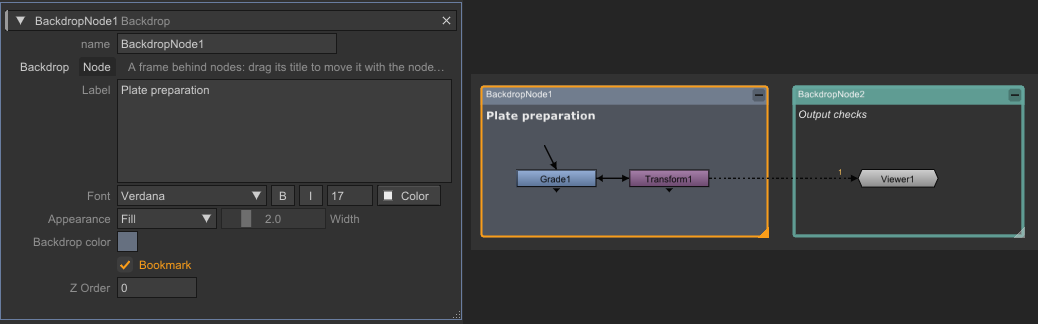 BackdropNode1 Backdrop
name BackdropNode1
Backdrop Node A frame behind nodes: drag its title to move it with the node...
Label Plate preparation
Font Verdana B I 17 Color
Appearance Fill 2.0 Width
Backdrop color
Bookmark
Z Order 0
BackdropNode1
Plate preparation
Grade1
Transform1
1
BackdropNode2
Output checks
Viewer1